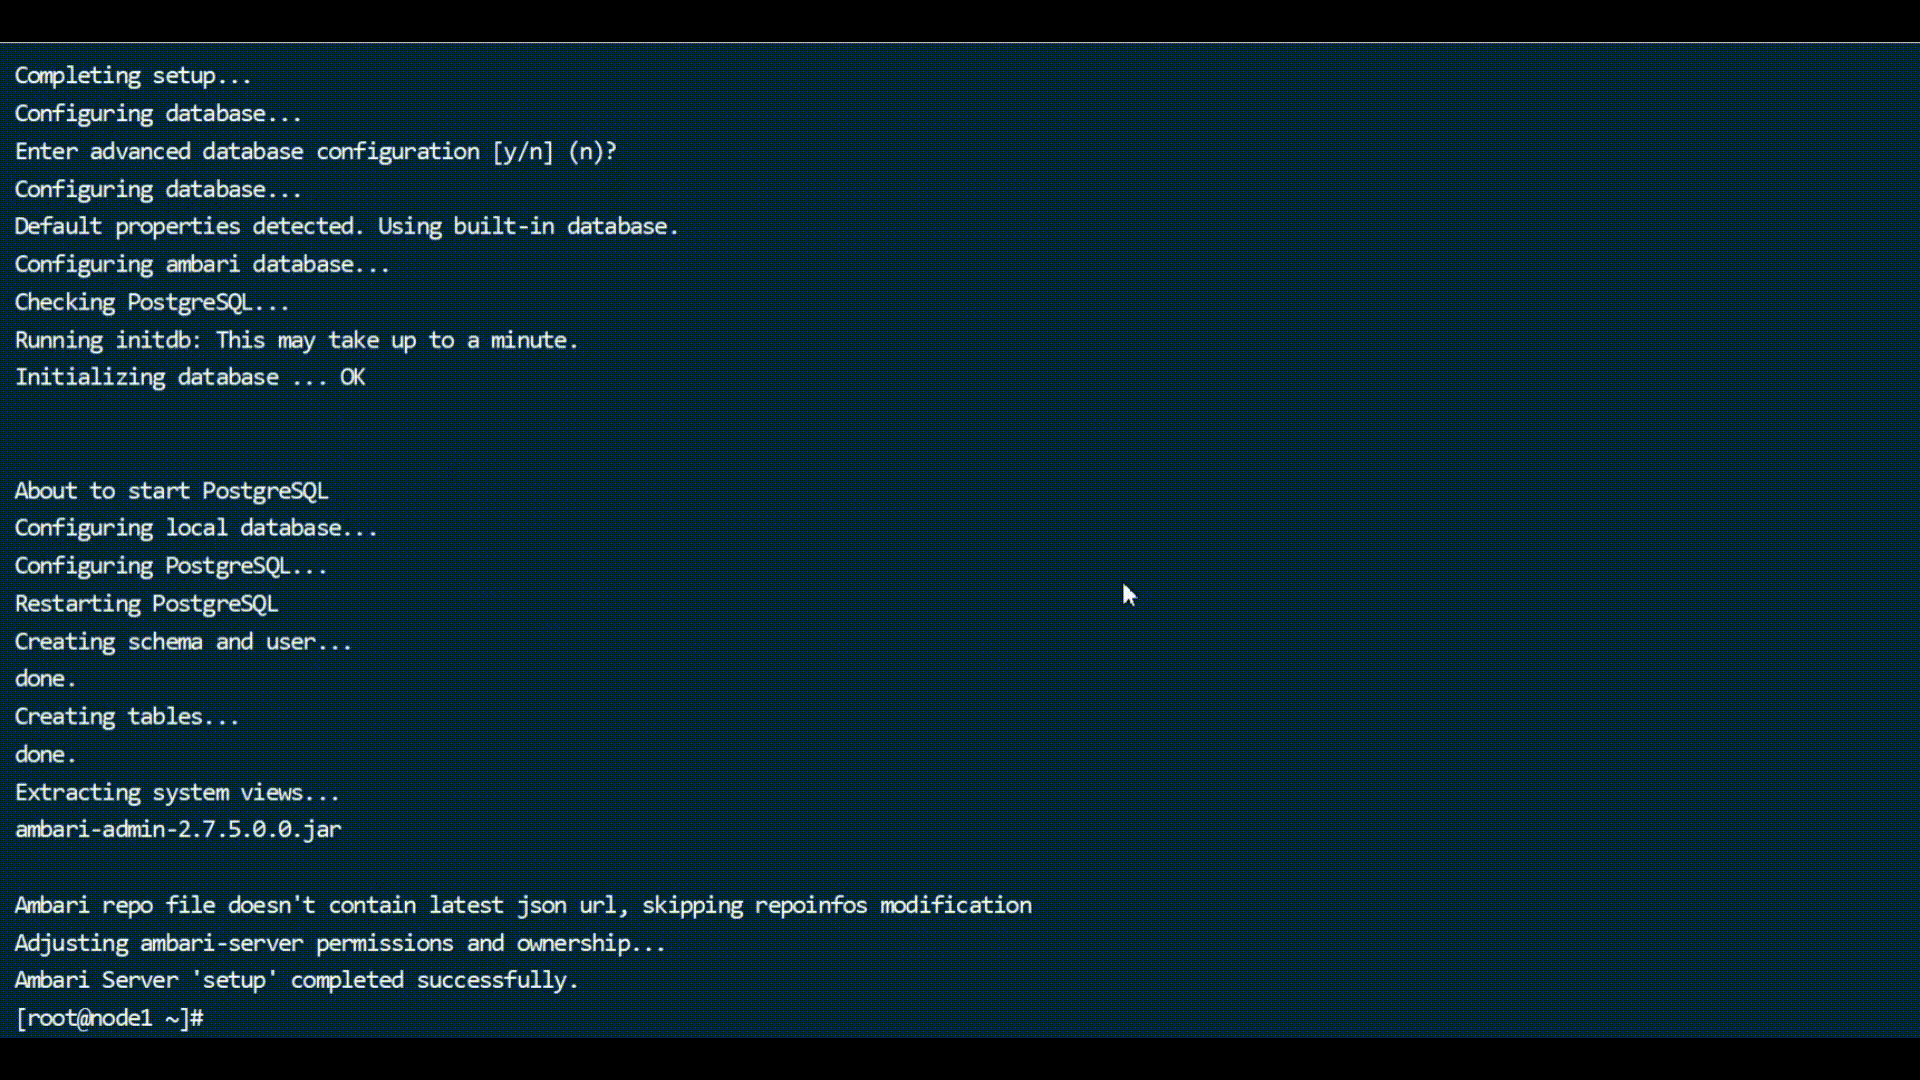 Completing setup...
Configuring database...
Enter advanced database configuration [y/n] (n)?
Configuring database...
Default properties detected. Using built-in database.
Configuring ambari database...
Checking PostgreSQL...
Running initdb: This may take up to a minute.
Initializing database ... OK
About to start PostgreSQL
Configuring local database...
Configuring PostgreSQL...
Restarting PostgreSQL
Creating schema and user...
done.
Creating tables...
done.
Extracting system views...
ambari-admin-2.7.5.0.0.jar
Ambari repo file doesn't contain latest json url, skipping repoinfos modification
Adjusting ambari-server permissions and ownership...
Ambari Server 'setup' completed successfully.
[root@node1 ~]#